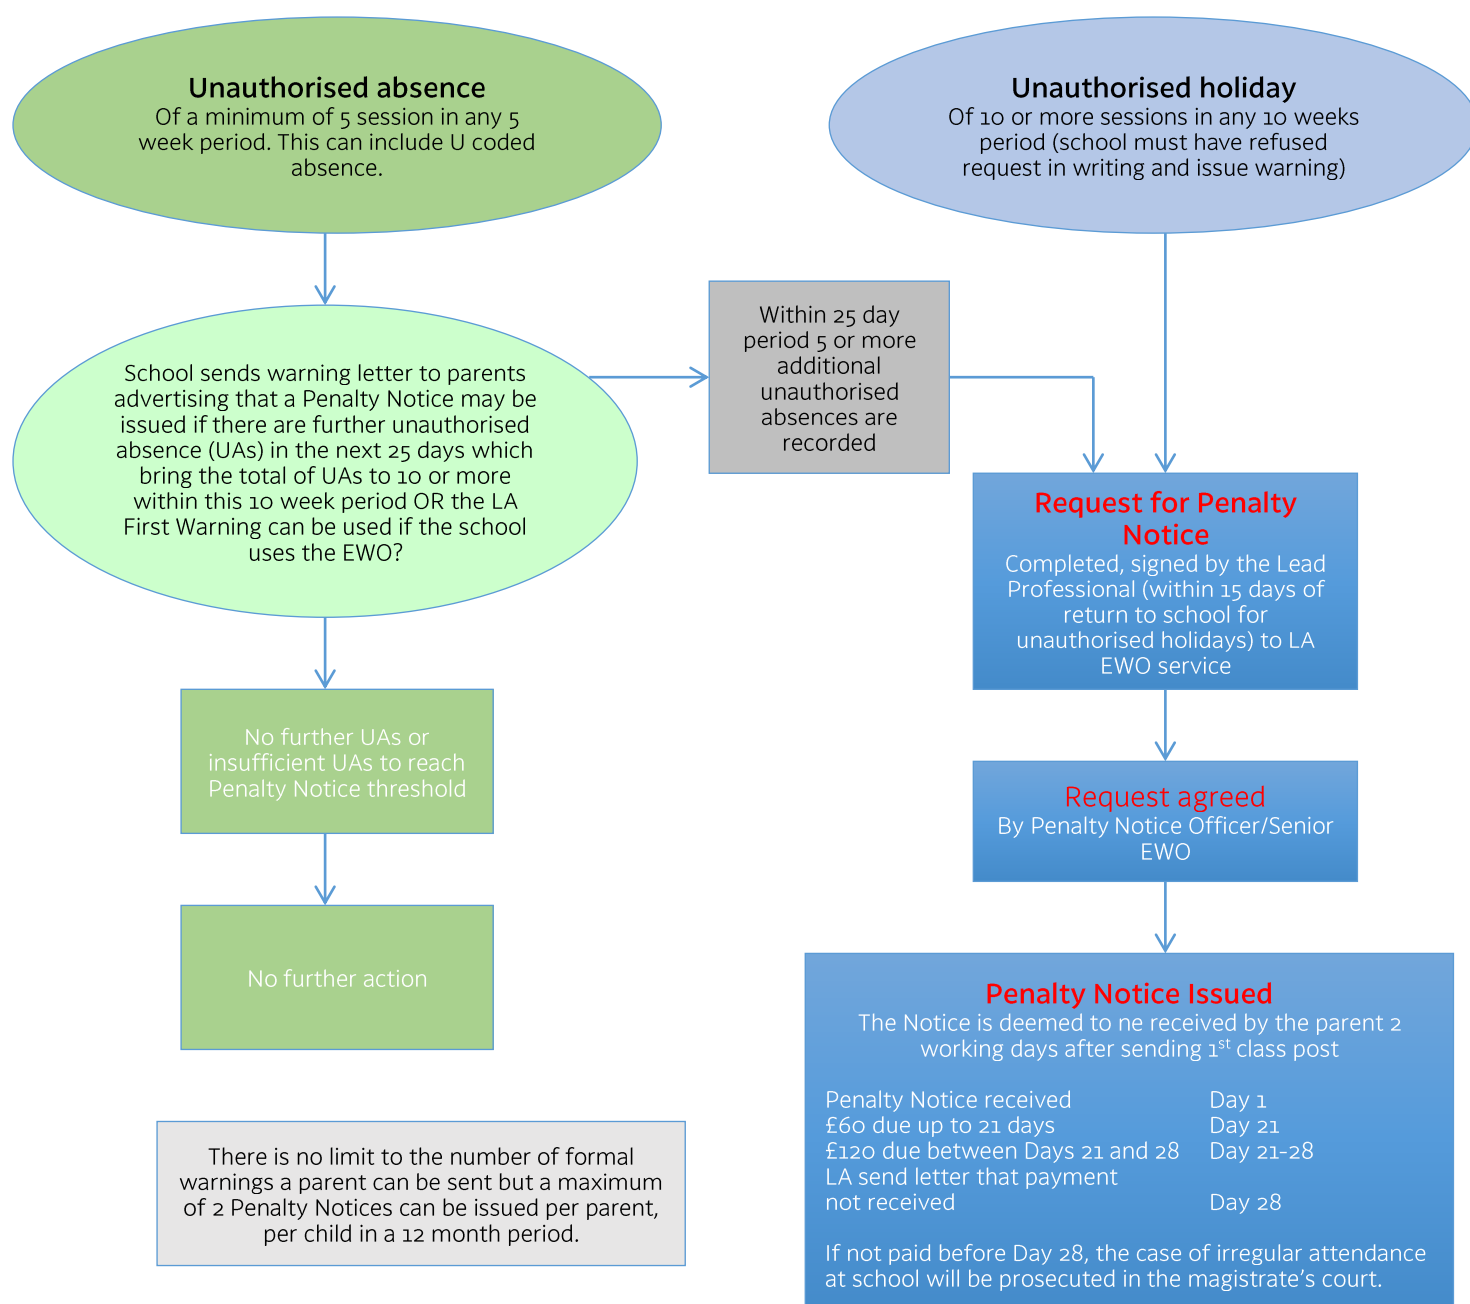 Unauthorised absence
Of a minimum of 5 session in any 5
week period. This can include U coded
absence.
Unauthorised holiday
Of 10 or more sessions in any 10 weeks
period (school must have refused
request in writing and issue warning)
School sends warning letter to parents
advertising that a Penalty Notice may be
issued if there are further unauthorised
absence (UAs) in the next 25 days which
bring the total of UAs to 10 or more
within this 10 week period OR the LA
First Warning can be used if the school
uses the EWO?
Within 25 day
period 5 or more
additional
unauthorised
absences are
recorded
Request for Penalty
Notice
Completed, signed by the Lead
Professional (within 15 days of
return to school for
unauthorised holidays) to LA
EWO service
No further UAs or
insufficient UAs to reach
Penalty Notice threshold
Request agreed
By Penalty Notice Officer/Senior
EWO
No further action
Penalty Notice Issued
The Notice is deemed to ne received by the parent 2
working days after sending 1st class post
Penalty Notice received Day 1
£60 due up to 21 days Day 21
£120 due between Days 21 and 28 Day 21-28
LA send letter that payment
not received Day 28
If not paid before Day 28, the case of irregular attendance
at school will be prosecuted in the magistrate's court.
There is no limit to the number of formal
warnings a parent can be sent but a maximum
of 2 Penalty Notices can be issued per parent,
per child in a 12 month period.